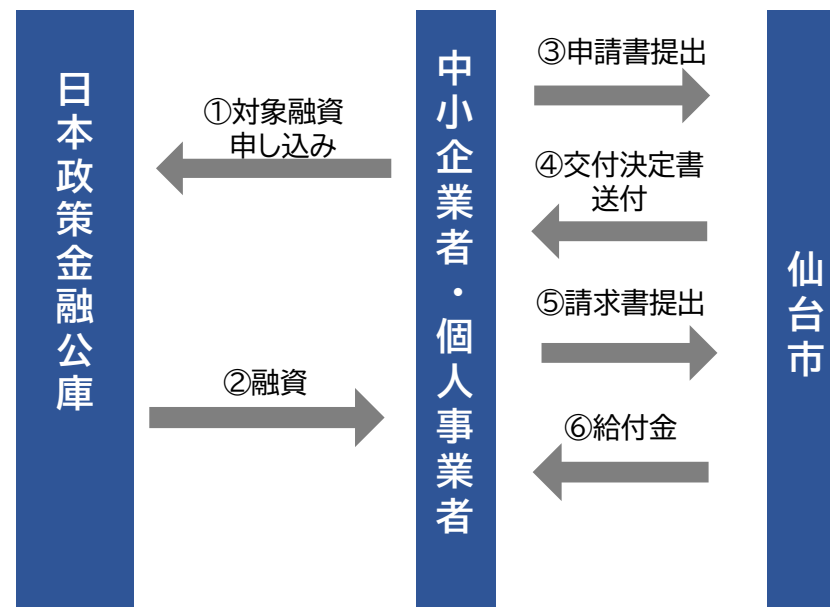 日本政策金融公庫
①対象融資
申し込み
②融資
中小企業者・個人事業者
③申請書提出
④交付決定書
送付
⑤請求書提出
⑥給付金
仙台市